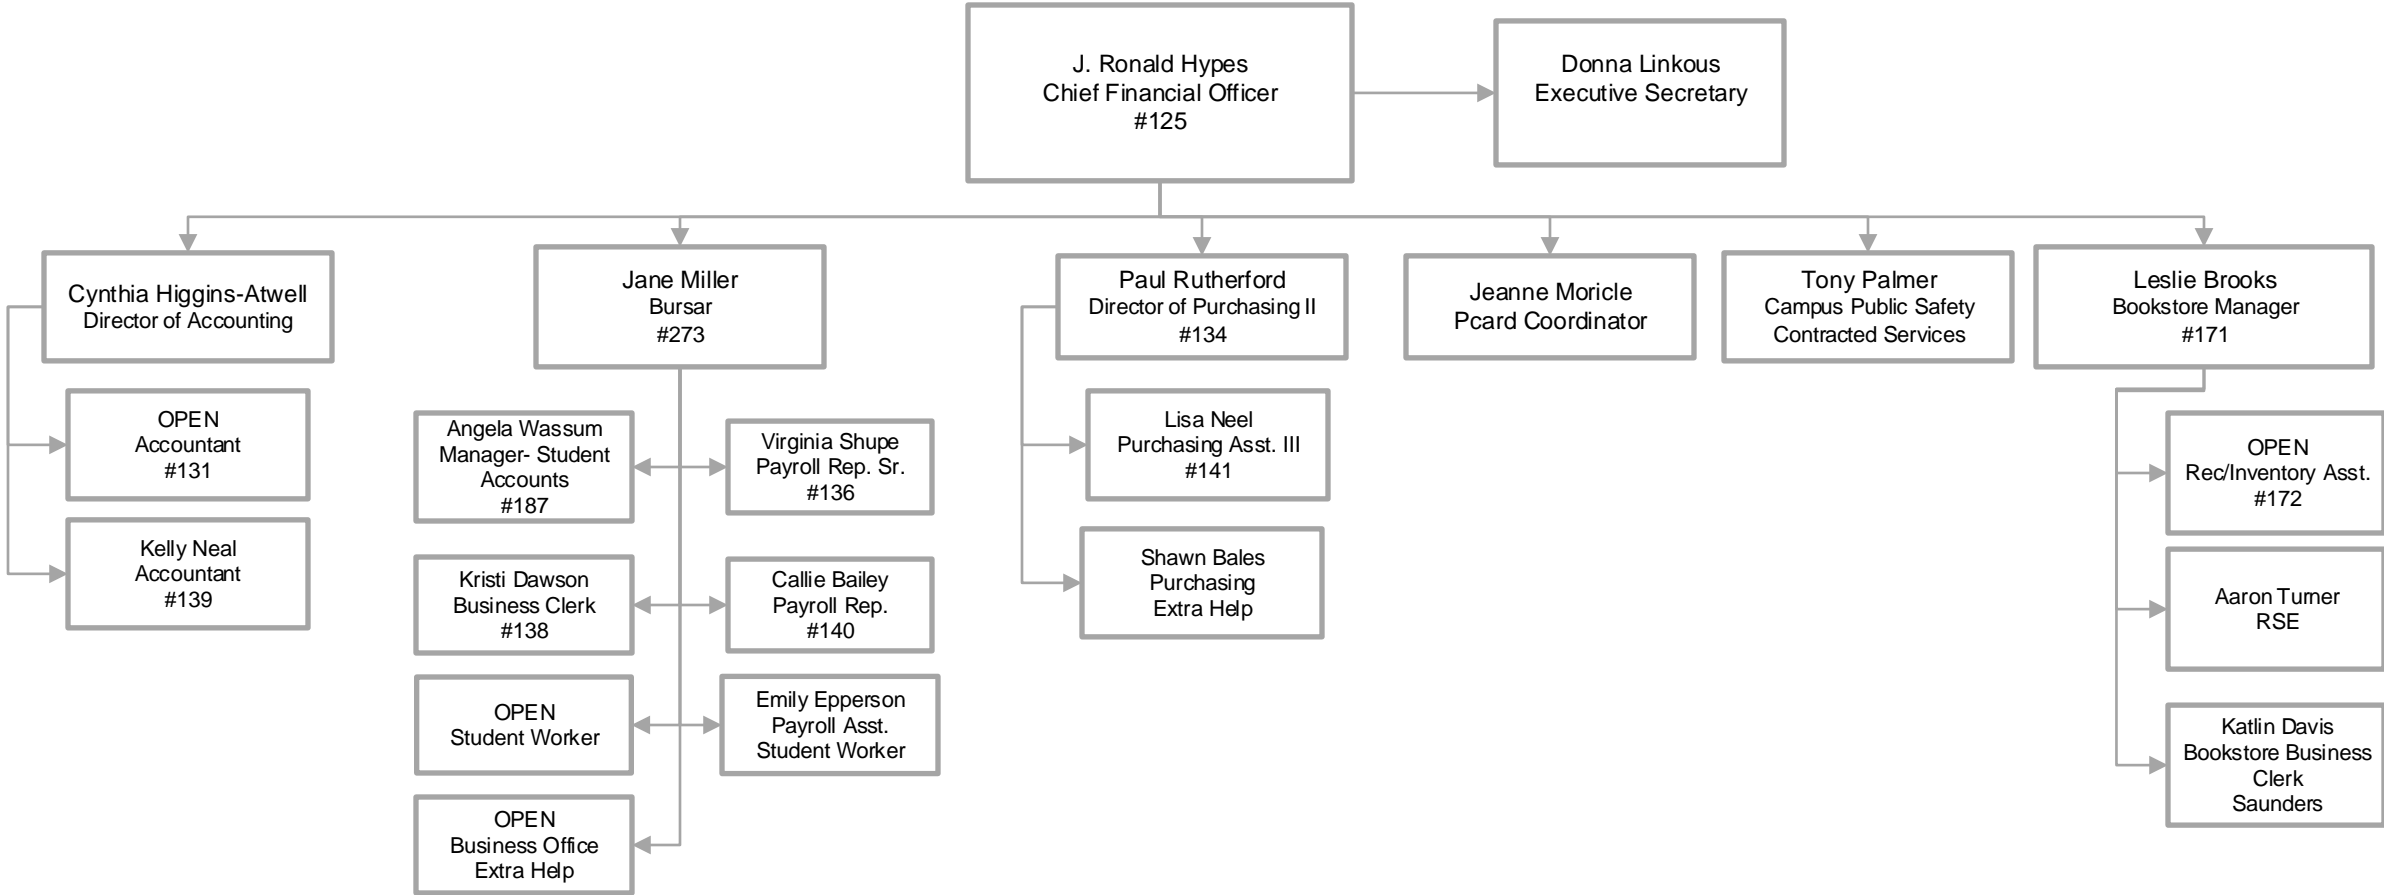 J. Ronald Hypes
Chief Financial Officer
#125
Donna Linkous
Executive Secretary
Cynthia Higgins-Atwell
Director of Accounting
OPEN
Accountant
#131
Kelly Neal
Accountant
#139
Jane Miller
Bursar
#273
Angela Wassum
Manager- Student
Accounts
#187
Virginia Shupe
Payroll Rep. Sr.
#136
Kristi Dawson
Business Clerk
#138
Callie Bailey
Payroll Rep.
#140
OPEN
Student Worker
Emily Epperson
Payroll Asst.
Student Worker
OPEN
Business Office
Extra Help
Paul Rutherford
Director of Purchasing II
#134
Lisa Neel
Purchasing Asst. III
#141
Shawn Bales
Purchasing
Extra Help
Jeanne Moricle
Pcard Coordinator
Tony Palmer
Campus Public Safety
Contracted Services
Leslie Brooks
Bookstore Manager
#171
OPEN
Rec/Inventory Asst.
#172
Aaron Turner
RSE
Katlin Davis
Bookstore Business
Clerk
Saunders